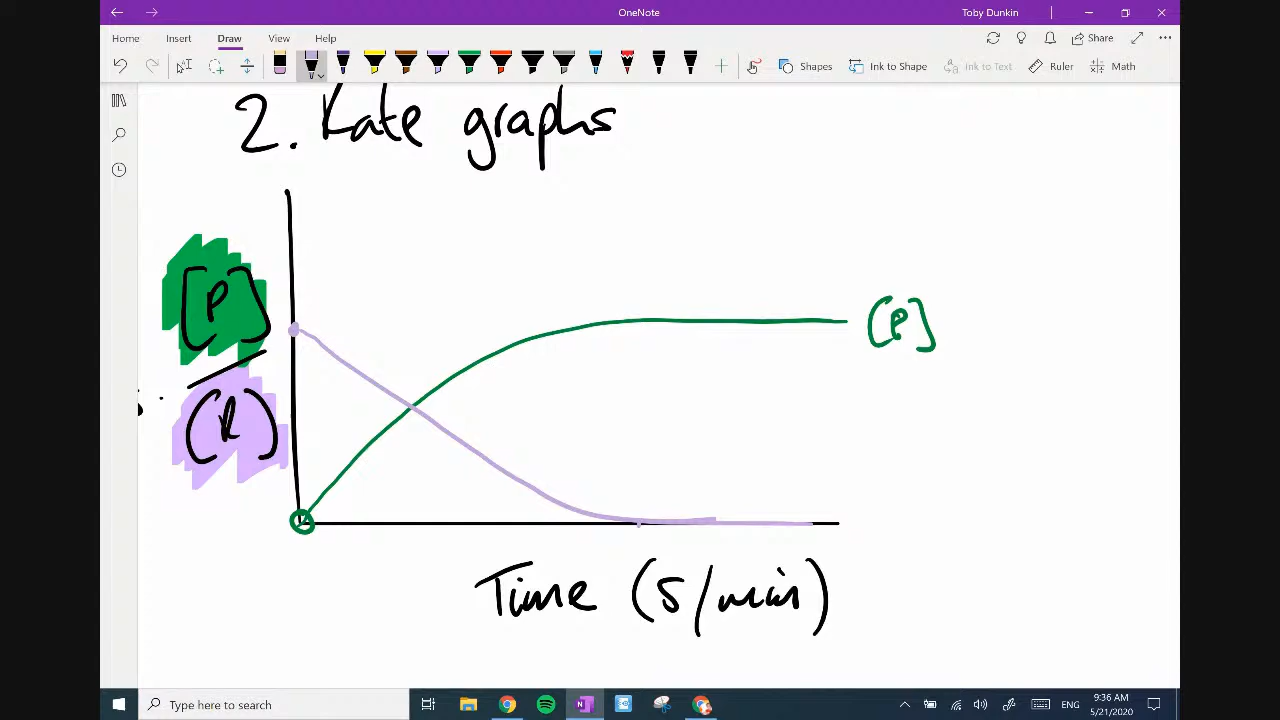 OneNote
Toby Dunkin
Home Insert Draw View Help
Share
Shapes Ink to Shape Ink to Text Ruler Math
2. Rate graphs
[P]
(R)
[P]
Time (s/min)
Type here to search
ENG
9:36 AM
5/21/2020